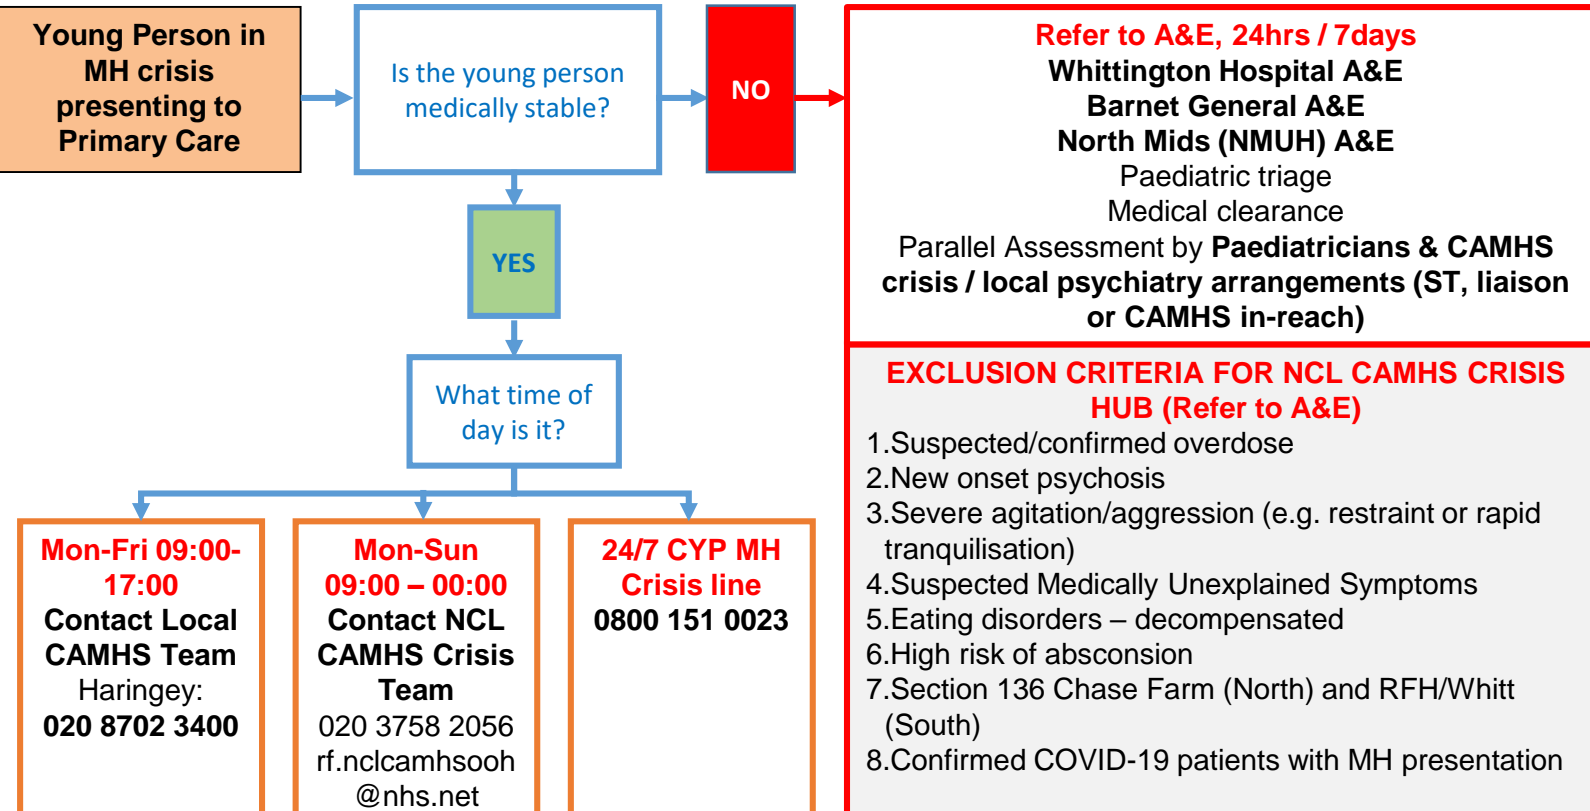 Young Person in
MH crisis
presenting to
Primary Care
Is the young person
medically stable?
NO
YES
What time of
day is it?
Mon-Fri 09:00-
17:00
Contact Local
CAMHS Team
Haringey:
020 8702 3400
Mon-Sun
09:00 – 00:00
Contact NCL
CAMHS Crisis
Team
020 3758 2056
rf.nclcamhsooh
@nhs.net
24/7 CYP MH
Crisis line
0800 151 0023
Refer to A&E, 24hrs / 7days
Whittington Hospital A&E
Barnet General A&E
North Mids (NMUH) A&E
Paediatric triage
Medical clearance
Parallel Assessment by Paediatricians & CAMHS
crisis / local psychiatry arrangements (ST, liaison
or CAMHS in-reach)
EXCLUSION CRITERIA FOR NCL CAMHS CRISIS
HUB (Refer to A&E)
1.Suspected/confirmed overdose
2.New onset psychosis
3.Severe agitation/aggression (e.g. restraint or rapid
tranquilisation)
4.Suspected Medically Unexplained Symptoms
5.Eating disorders – decompensated
6.High risk of absconsion
7.Section 136 Chase Farm (North) and RFH/Whitt
(South)
8.Confirmed COVID-19 patients with MH presentation